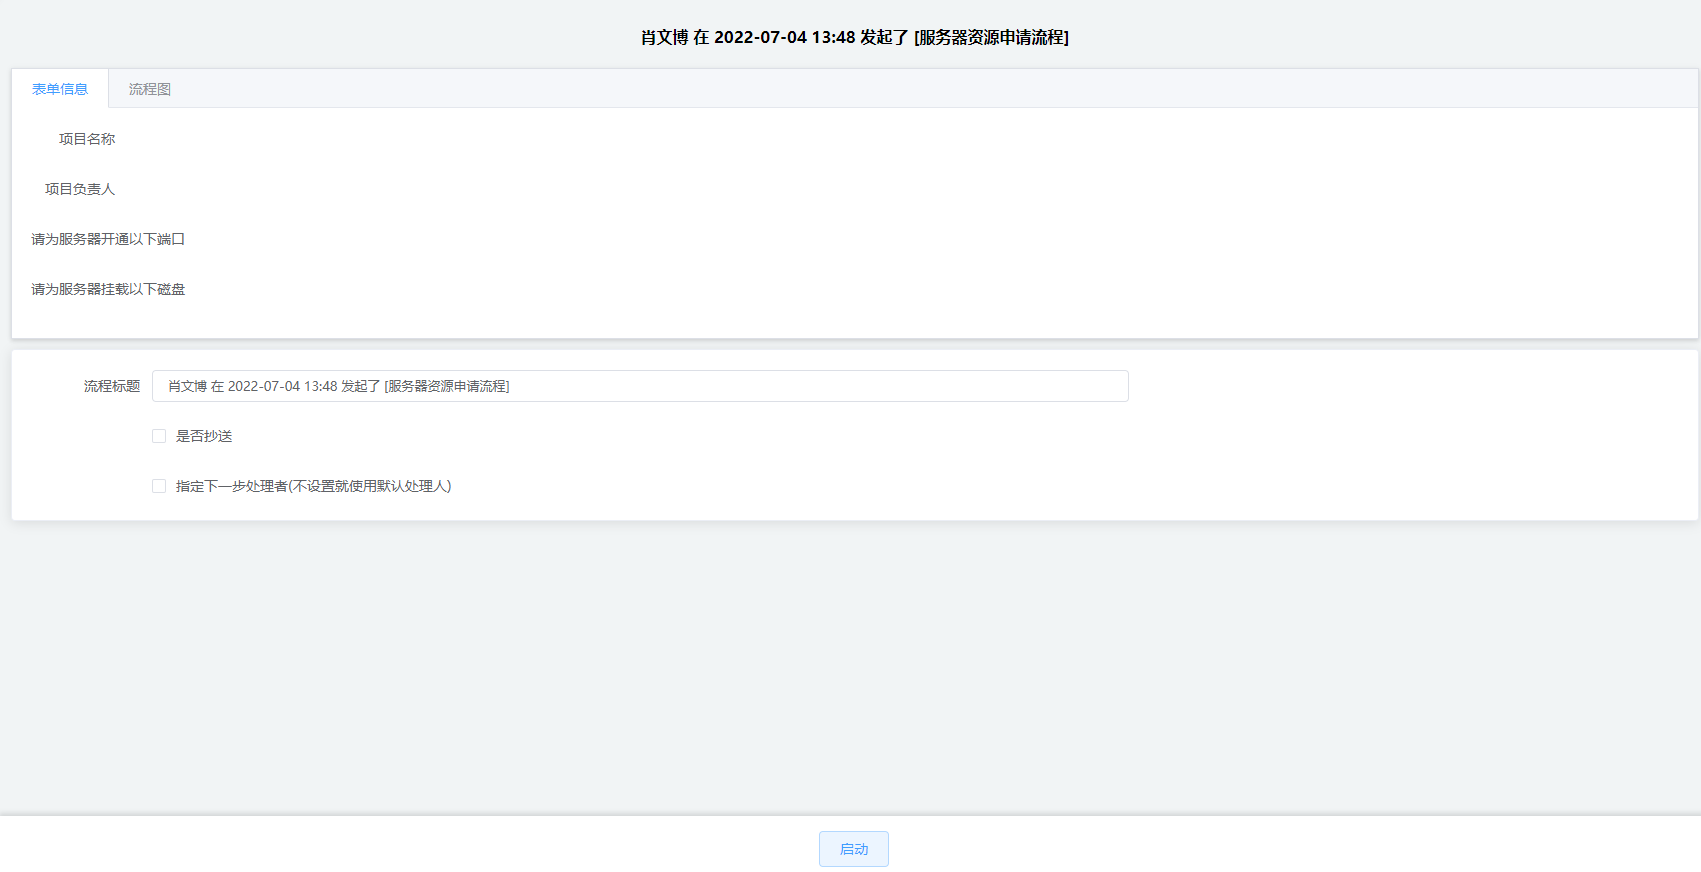 肖文博 在 2022-07-04 13:48 发起了 [服务器资源申请流程]
表单信息 流程图
项目名称
项目负责人
请为服务器开通以下端口
请为服务器挂载以下磁盘
流程标题 肖文博 在 2022-07-04 13:48 发起了 [服务器资源申请流程]
是否抄送
指定下一步处理者(不设置就使用默认处理人)
启动